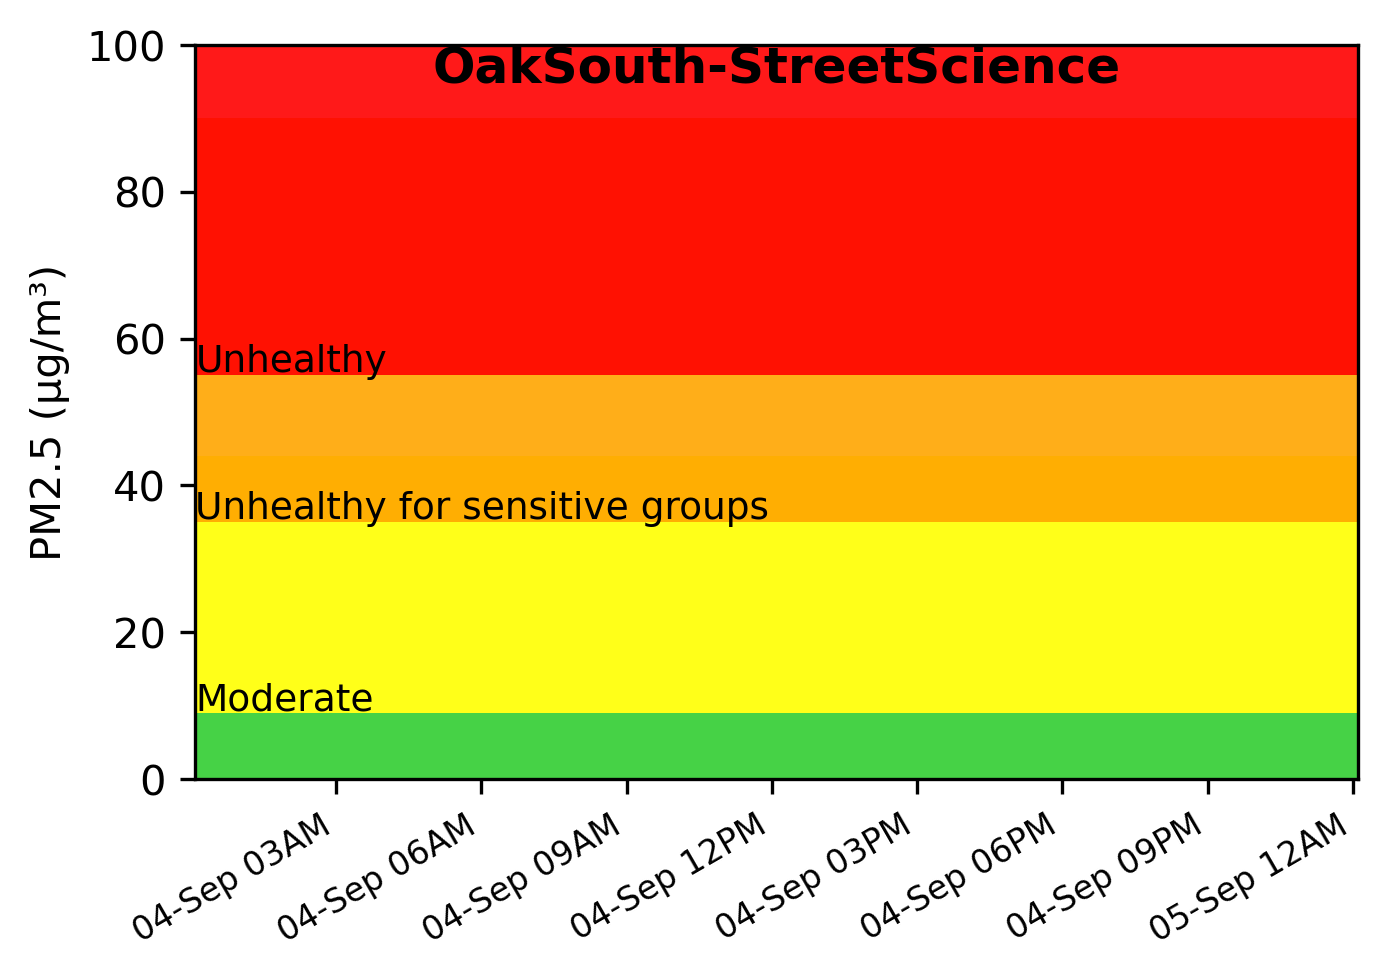 OakSouth-StreetScience
100
80
60
40
20
0
PM2.5 (µg/m³)
Unhealthy
Unhealthy for sensitive groups
Moderate
04-Sep 03AM
04-Sep 06AM
04-Sep 09AM
04-Sep 12PM
04-Sep 03PM
04-Sep 06PM
04-Sep 09PM
05-Sep 12AM